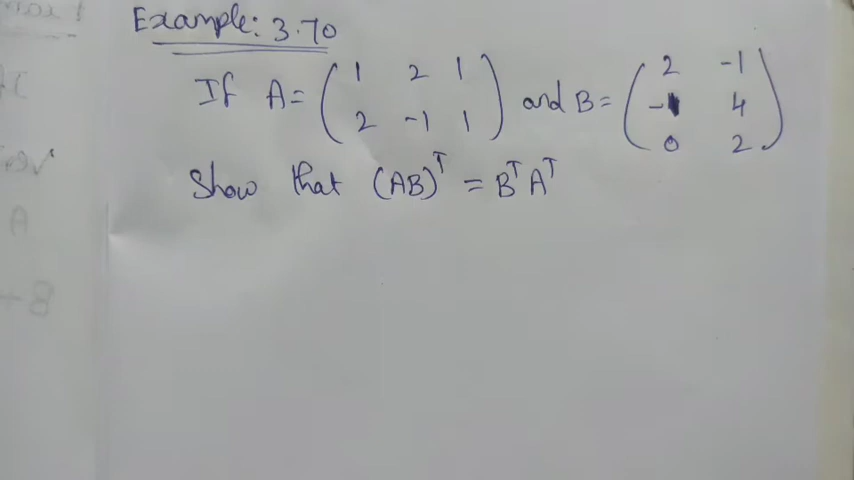 Example: 3.70
If A = ( 1 2 1 and B = ( 2 -1
2 -1 1 ) -1 4
0 2 )
Show that (AB)ᵀ = BᵀAᵀ